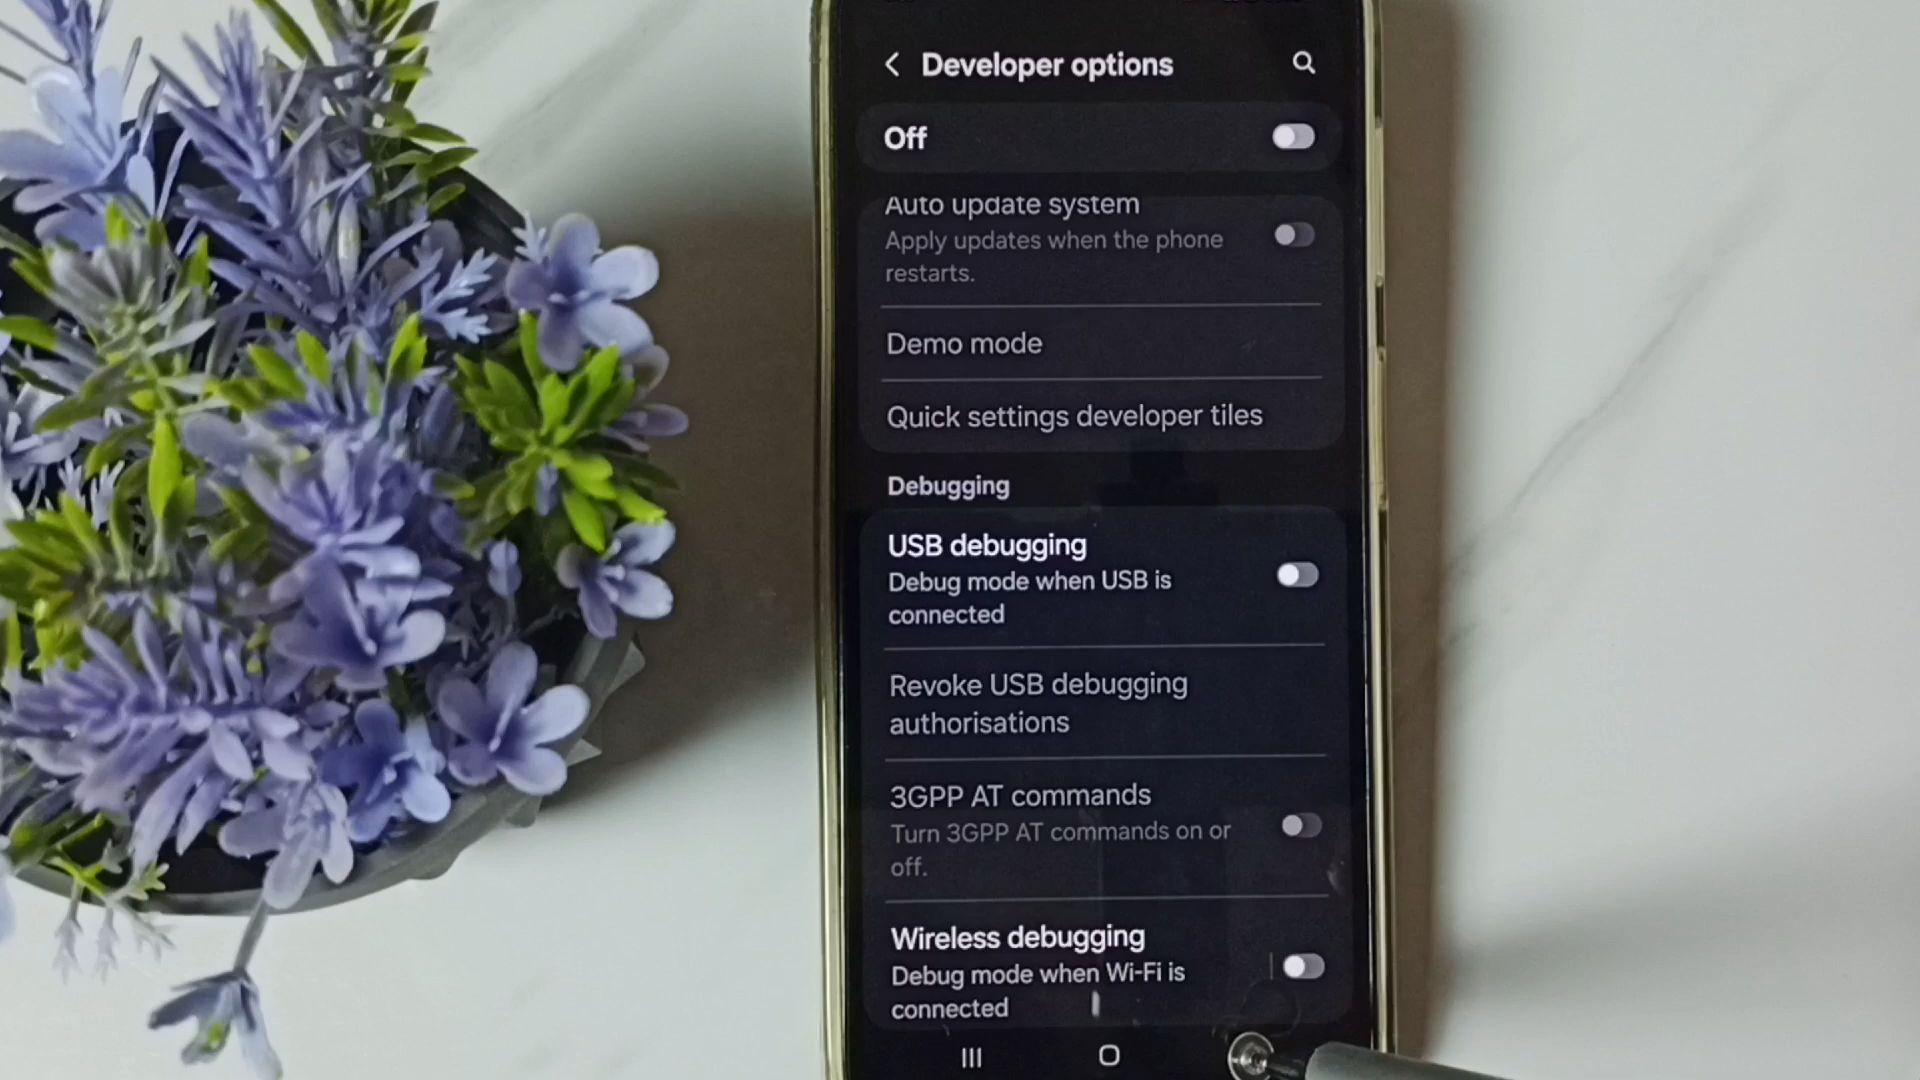 Developer options
Off
Auto update system
Apply updates when the phone
restarts.
Demo mode
Quick settings developer tiles
Debugging
USB debugging
Debug mode when USB is
connected
Revoke USB debugging
authorisations
3GPP AT commands
Turn 3GPP AT commands on or
off.
Wireless debugging
Debug mode when Wi-Fi is
connected